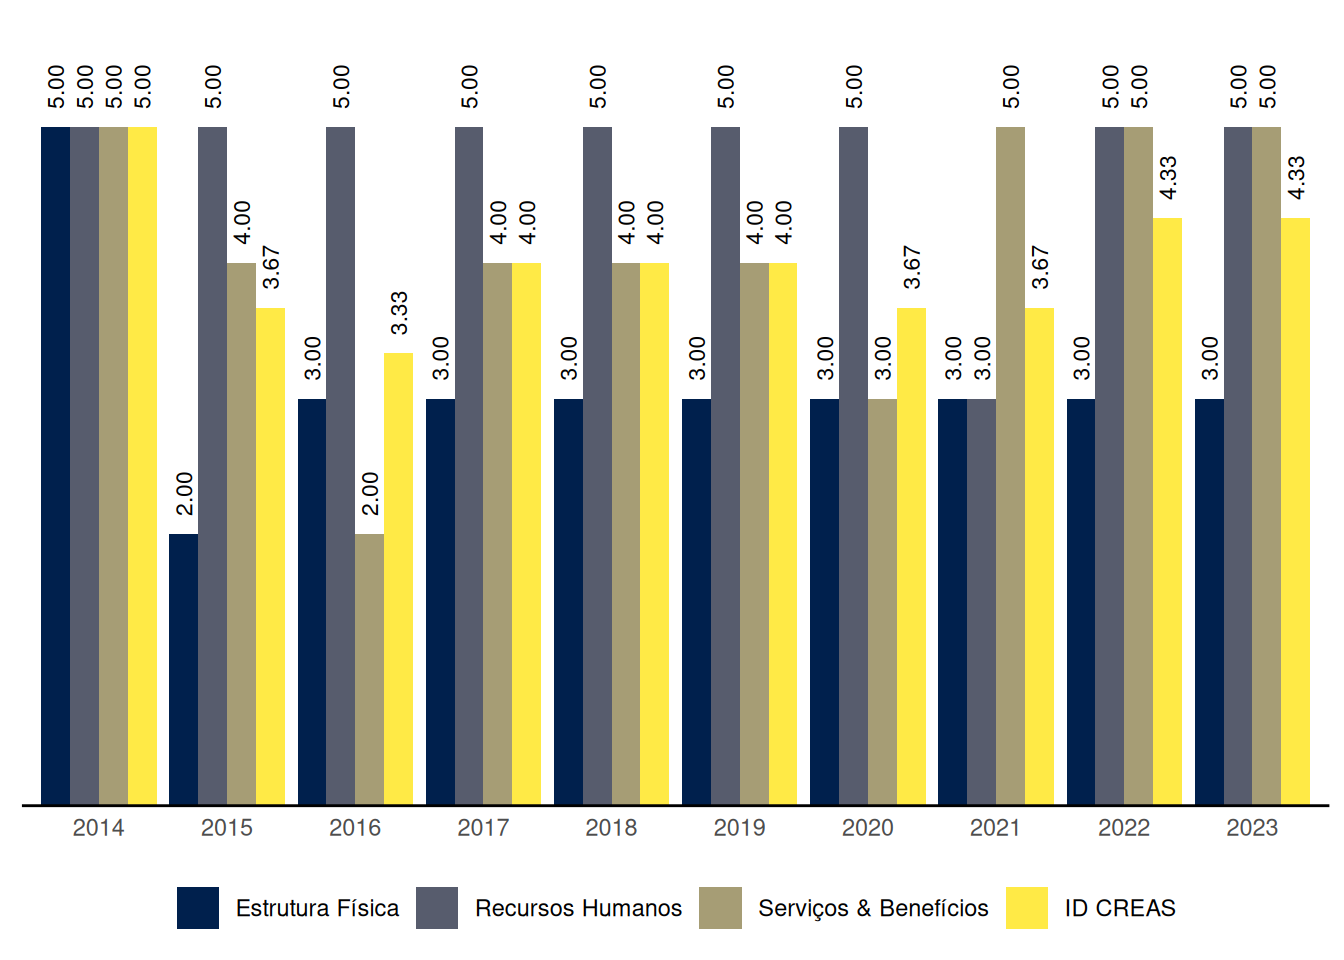 5.00 5.00 5.00 5.00 5.00 5.00 5.00 5.00 5.00 5.00 5.00 5.00 5.00 5.00 5.00
4.33 4.33
4.00 4.00 4.00 4.00 4.00 4.00 4.00
3.67 3.67 3.67
3.33
3.00 3.00 3.00 3.00 3.00 3.00 3.00 3.00 3.00 3.00
2.00 2.00
2014 2015 2016 2017 2018 2019 2020 2021 2022 2023
Estrutura Física Recursos Humanos Serviços & Benefícios ID CREAS